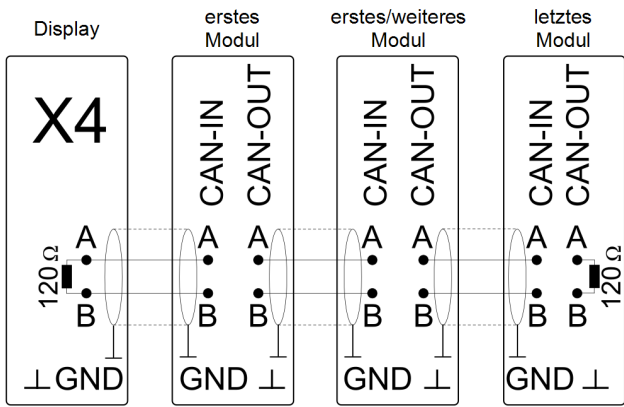 Display
erstes
Modul
erstes/weiteres
Modul
letztes
Modul
X4
CAN-IN
CAN-OUT
CAN-IN
CAN-OUT
CAN-IN
CAN-OUT
A
A
A
A
A
A
A
120 Ω
120 Ω
B
B
B
B
B
B
B
⊥ GND
GND ⊥
GND ⊥
GND ⊥